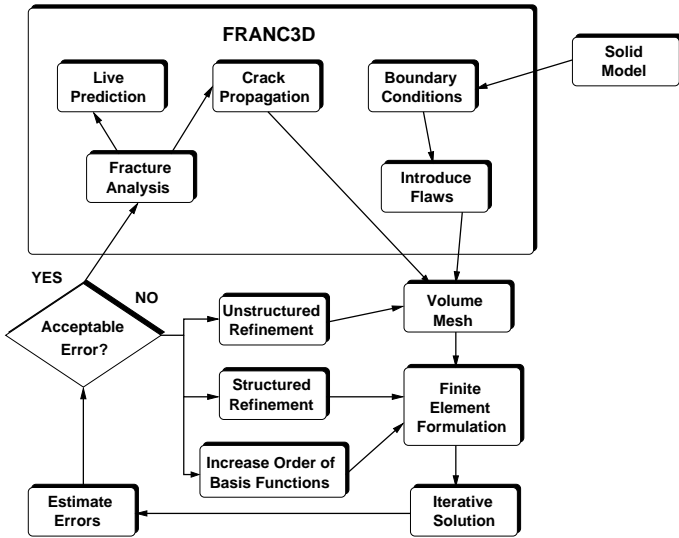 FRANC3D
Solid
Model
Live
Prediction
Crack
Propagation
Boundary
Conditions
Fracture
Analysis
Introduce
Flaws
YES
NO
Acceptable
Error?
Unstructured
Refinement
Volume
Mesh
Structured
Refinement
Finite
Element
Formulation
Increase Order of
Basis Functions
Estimate
Errors
Iterative
Solution